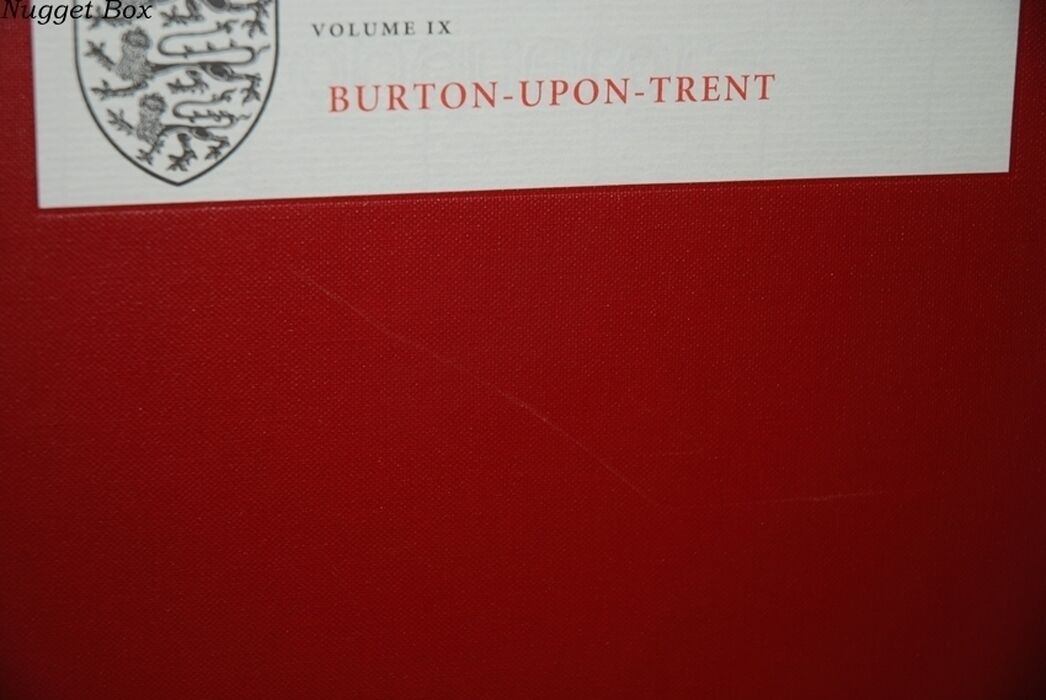 Nugget Box
VOLUME IX
BURTON-UPON-TRENT